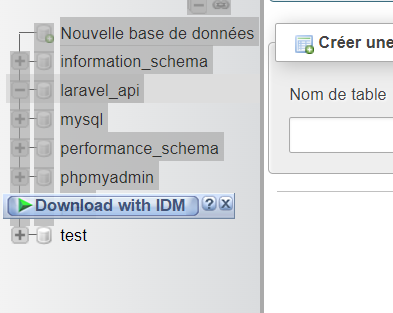 Nouvelle base de données
information_schema
laravel_api
mysql
performance_schema
phpmyadmin
Download with IDM ? X
test
Créer une
Nom de table